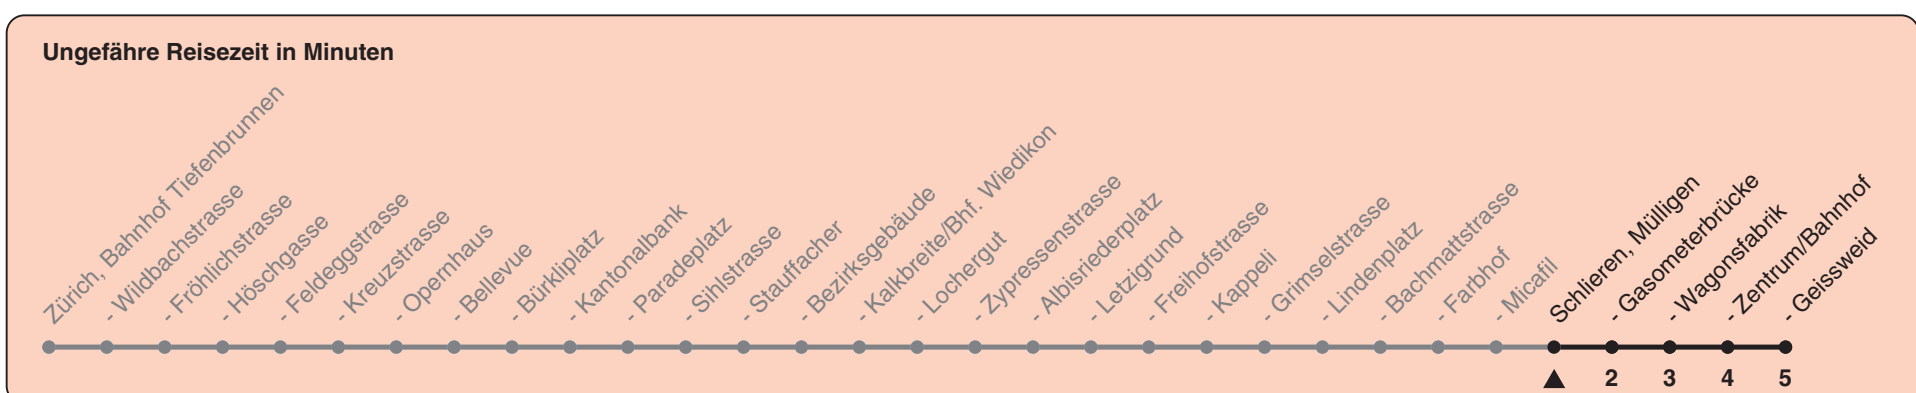 Ungefähre Reisezeit in Minuten
Zürich, Bahnhof Tiefenbrunnen
- Wildbachstrasse
- Fröhlichstrasse
- Höschgasse
- Feldeggstrasse
- Kreuzstrasse
- Opernhaus
- Bellevue
- Bürkliplatz
- Kantonalbank
- Paradeplatz
- Sihlstrasse
- Stauffacher
- Bezirksgebäude
- Kalkbreite/Bhf. Wiedikon
- Lochergut
- Zypressenstrasse
- Albisriederplatz
- Letzigrund
- Freihofstrasse
- Kappeli
- Grimselstrasse
- Lindenplatz
- Bachmattstrasse
- Farbhof
- Micafil
Schlieren, Mülligen
- Gasometerbrücke
- Wagonsfabrik
- Zentrum/Bahnhof
- Geissweid
2 3 4 5